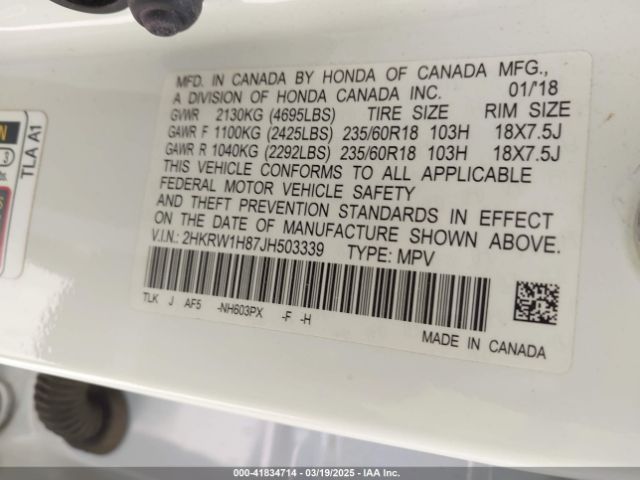 MFD. IN CANADA BY HONDA OF CANADA MFG.,
A DIVISION OF HONDA CANADA INC. 01/'18
GVWR 2130KG (4695LBS) TIRE SIZE RIM SIZE
GAWR F 1100KG (2425LBS) 235/60R18 103H 18X7.5J
GAWR R 1040KG (2292LBS) 235/60R18 103H 18X7.5J
THIS VEHICLE CONFORMS TO ALL APPLICABLE
FEDERAL MOTOR VEHICLE SAFETY
AND THEFT PREVENTION STANDARDS IN EFFECT
ON THE DATE OF MANUFACTURE SHOWN ABOVE.
V.I.N.: 2HKRW1H87JH503339 TYPE: MPV
TLK J AF5 -NH603PX -F -H
MADE IN CANADA
TLA A1
3
000-41834714 - 03/19/2025 - IAA Inc.